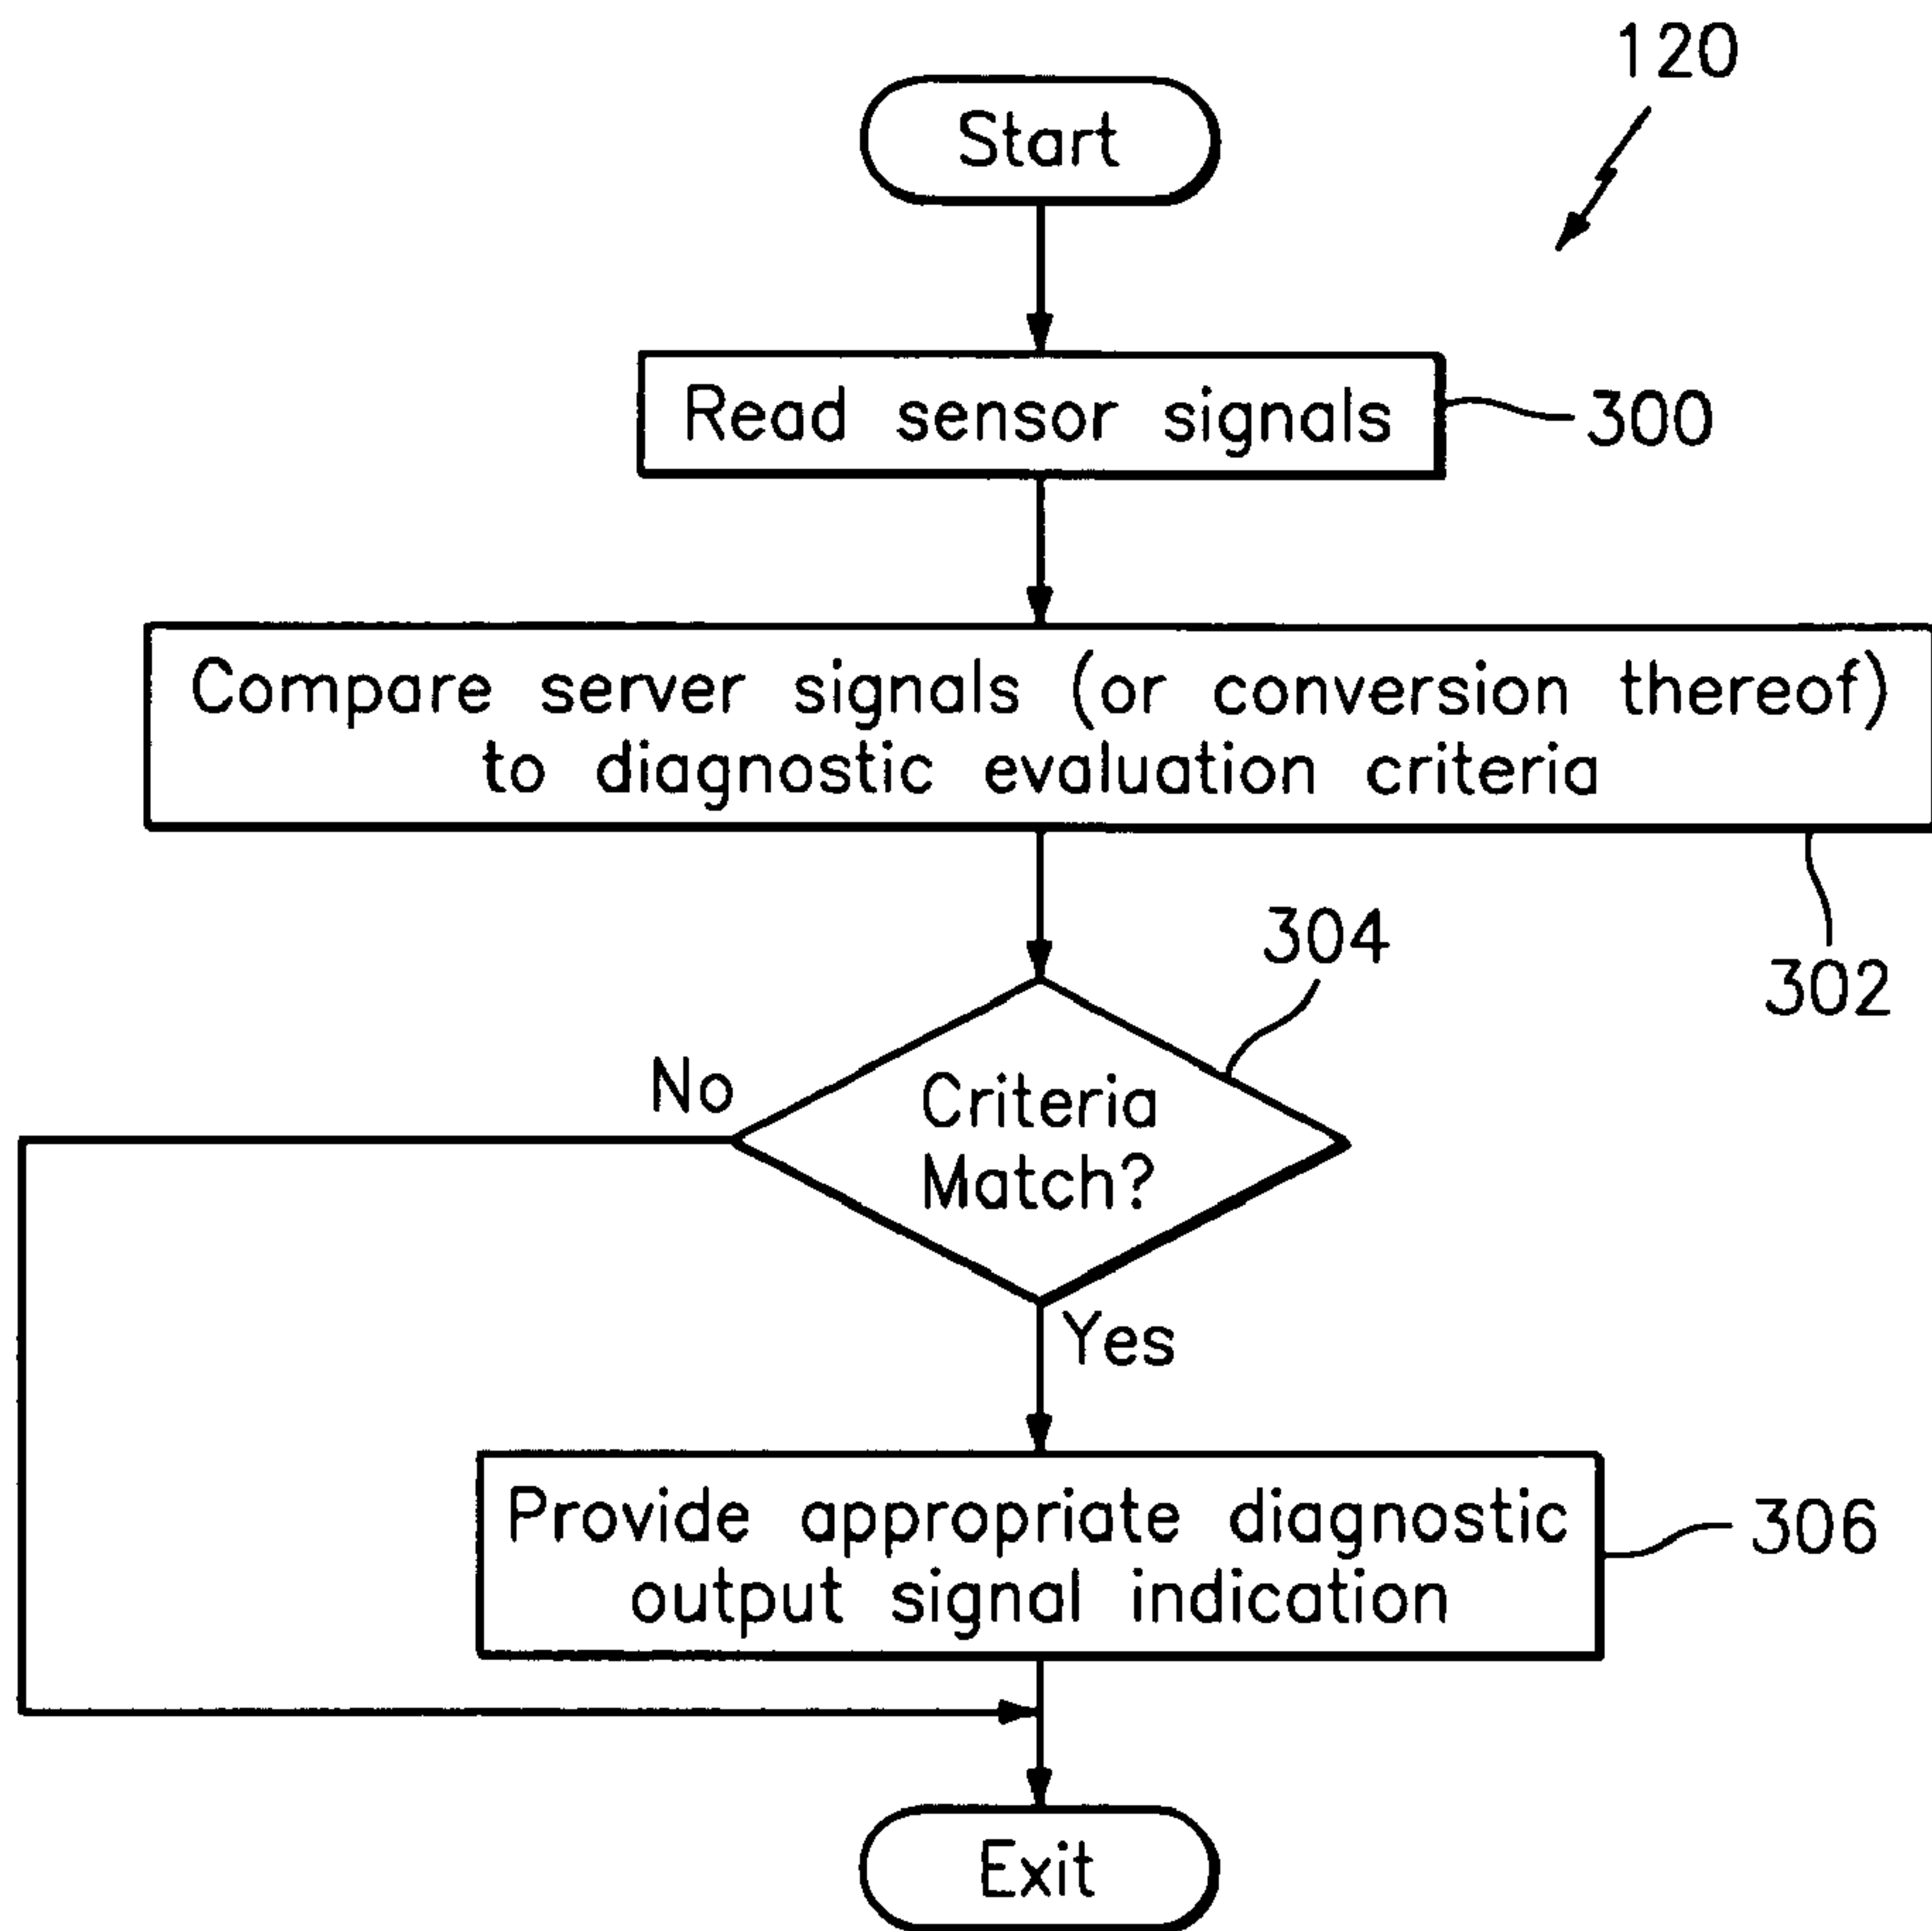 120
Start
Read sensor signals
300
Compare server signals (or conversion thereof)
to diagnostic evaluation criteria
302
304
Criteria
Match?
No
Yes
Provide appropriate diagnostic
output signal indication
306
Exit